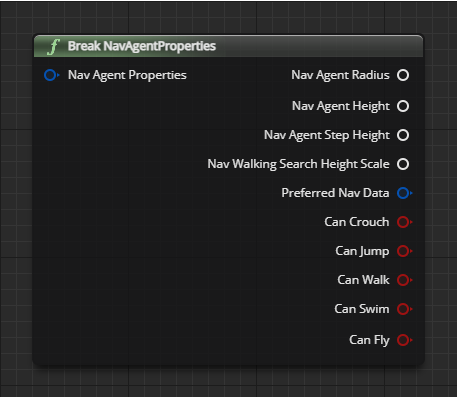 f Break NavAgentProperties
Nav Agent Properties
Nav Agent Radius
Nav Agent Height
Nav Agent Step Height
Nav Walking Search Height Scale
Preferred Nav Data
Can Crouch
Can Jump
Can Walk
Can Swim
Can Fly